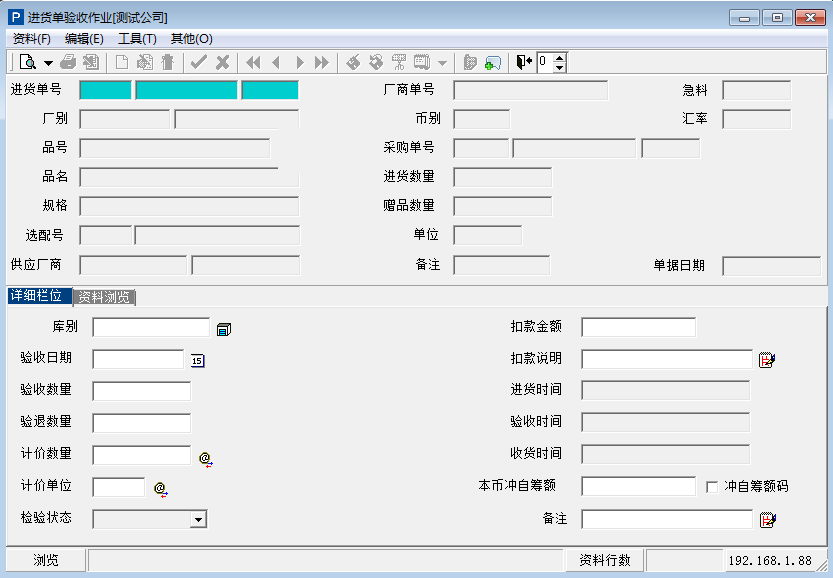 P 进货单验收作业[测试公司]
资料(F) 编辑(E) 工具(T) 其他(O)
0
进货单号 厂商单号 急料
厂别 币别 汇率
品号 采购单号
品名 进货数量
规格 赠品数量
选配号 单位
供应厂商 备注 单据日期
详细栏位 资料浏览
库别 扣款金额
验收日期 15 扣款说明
验收数量 进货时间
验退数量 验收时间
计价数量 @ 收货时间
计价单位 @ 本币冲自筹额 冲自筹额码
检验状态 备注
浏览 资料行数 192.168.1.88